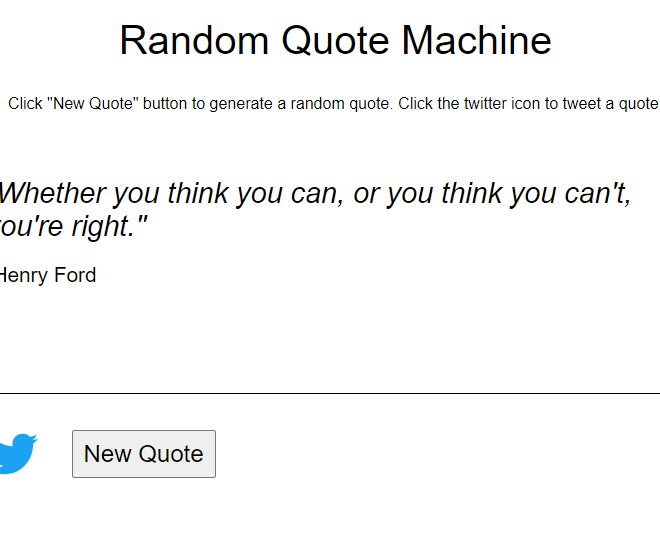 Random Quote Machine
Click "New Quote" button to generate a random quote. Click the twitter icon to tweet a quote
Whether you think you can, or you think you can't,
ou're right."
Henry Ford
New Quote